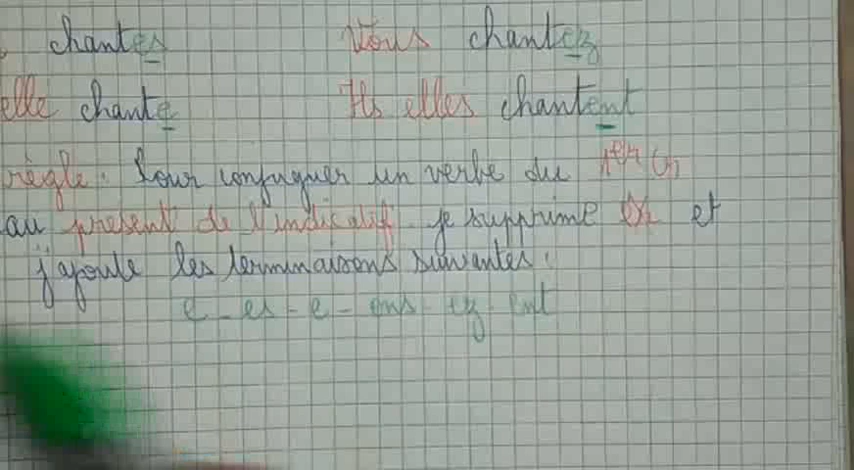 chantes Vous chantez
elle chante Ils elles chantent
règle: Pour conjuguer un verbe du 1er Gr
au présent de l'indicatif je supprime er et
j'ajoute les terminaisons suivantes:
e - es - e - ons - ez - ent